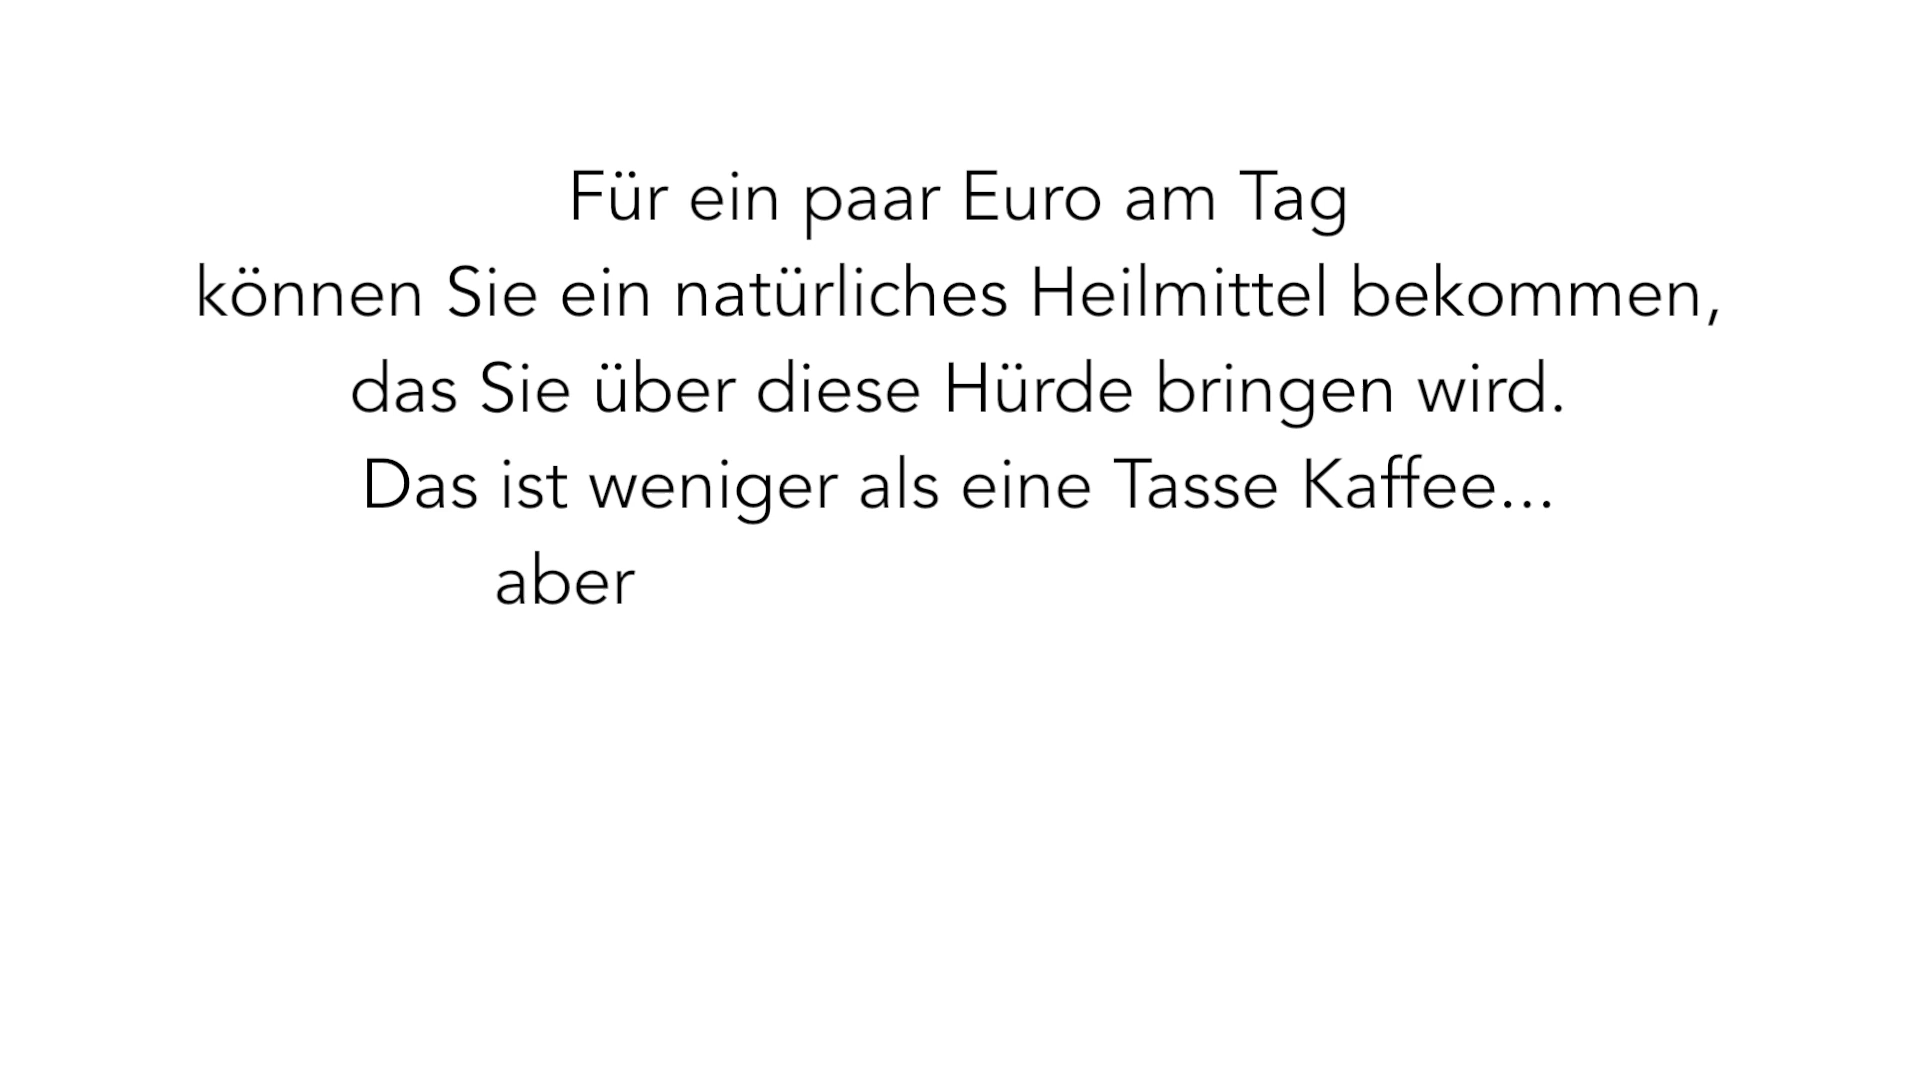 Für ein paar Euro am Tag
können Sie ein natürliches Heilmittel bekommen,
das Sie über diese Hürde bringen wird.
Das ist weniger als eine Tasse Kaffee...
aber